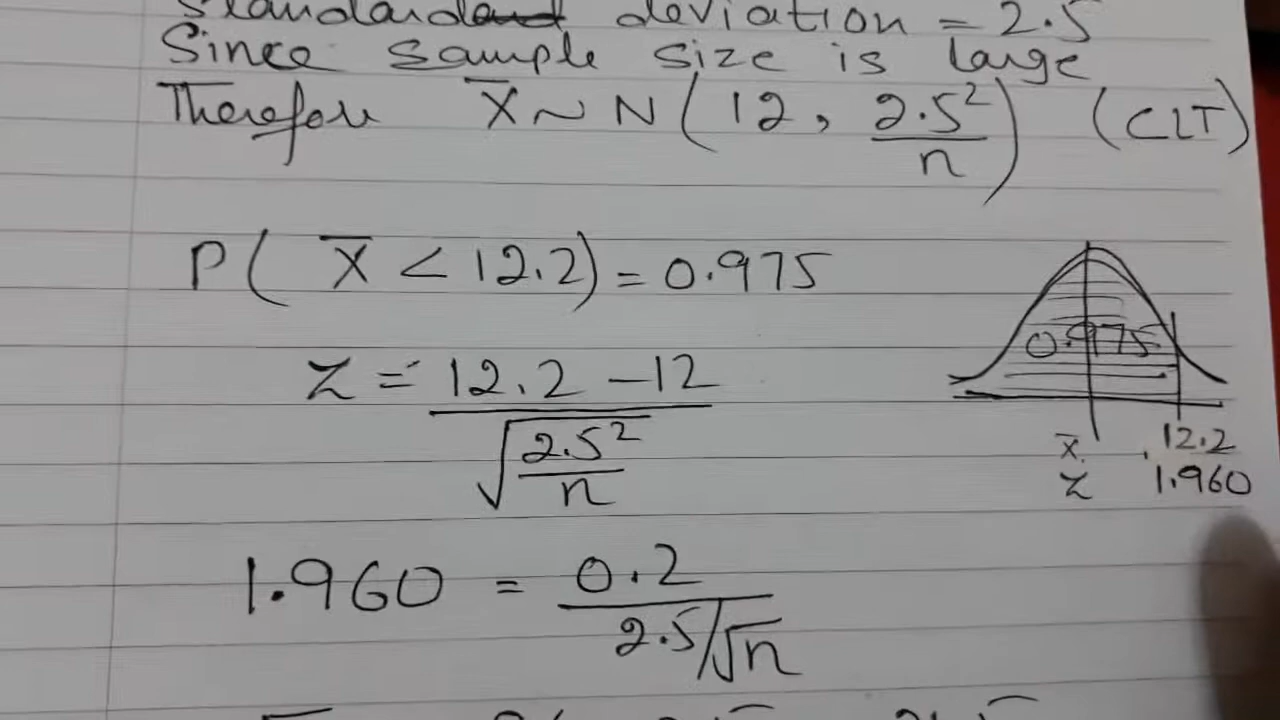 Standard deviation = 2.5
Since sample size is large
Therefore X̄ ~ N(12, 2.5²/n) (CLT)
P(X̄ < 12.2) = 0.975
0.975
z = (12.2 - 12)/√(2.5²/n)
x̄ 12.2
z 1.960
1.960 = 0.2/(2.5/√n)